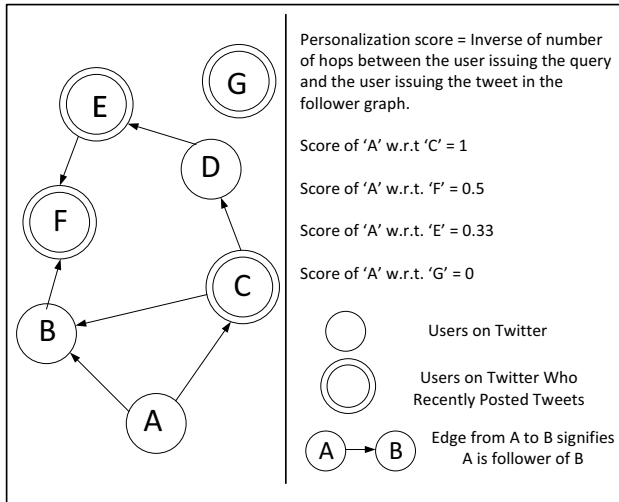 G
E
D
F
C
B
A
Personalization score = Inverse of number
of hops between the user issuing the query
and the user issuing the tweet in the
follower graph.
Score of ‘A’ w.r.t ‘C’ = 1
Score of ‘A’ w.r.t. ‘F’ = 0.5
Score of ‘A’ w.r.t. ‘E’ = 0.33
Score of ‘A’ w.r.t. ‘G’ = 0
Users on Twitter
Users on Twitter Who
Recently Posted Tweets
A B
Edge from A to B signifies
A is follower of B